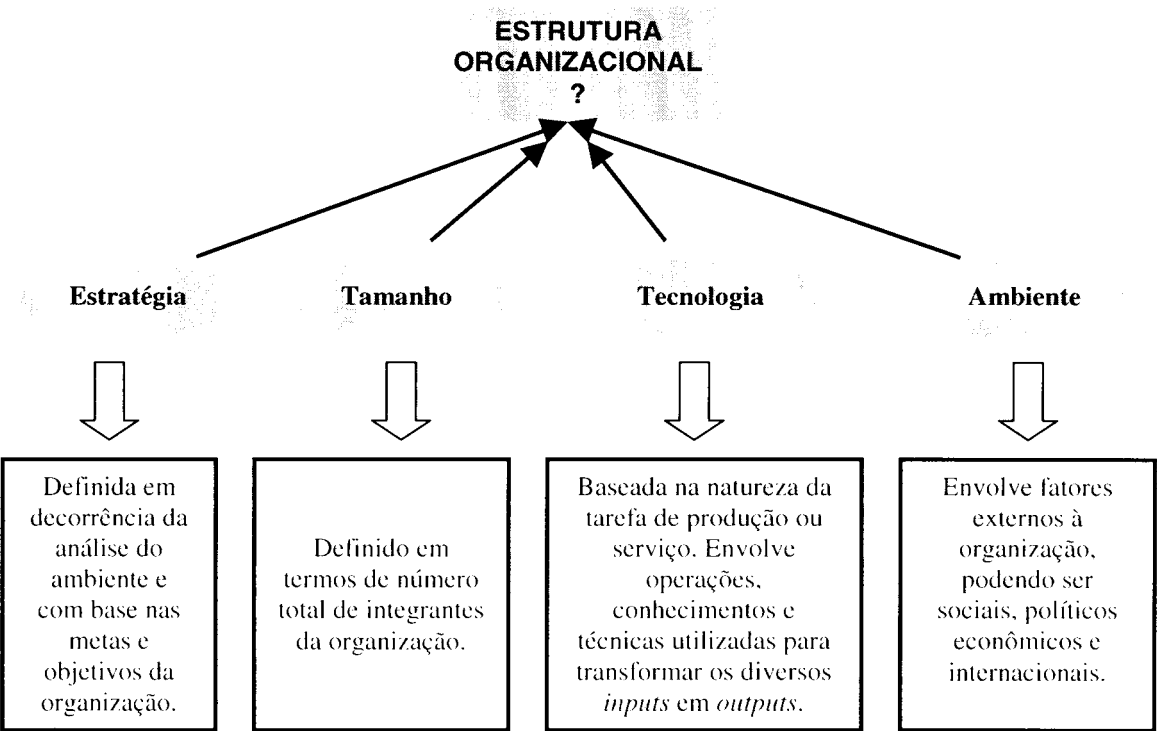 ESTRUTURA
ORGANIZACIONAL
?
Estratégia
Tamanho
Tecnologia
Ambiente
Definida em
decorrência da
análise do
ambiente e
com base nas
metas e
objetivos da
organização.
Definido em
termos de número
total de integrantes
da organização.
Baseada na natureza da
tarefa de produção ou
serviço. Envolve
operações,
conhecimentos e
técnicas utilizadas para
transformar os diversos
inputs em outputs.
Envolve fatores
externos à
organização,
podendo ser
sociais, políticos
econômicos e
internacionais.